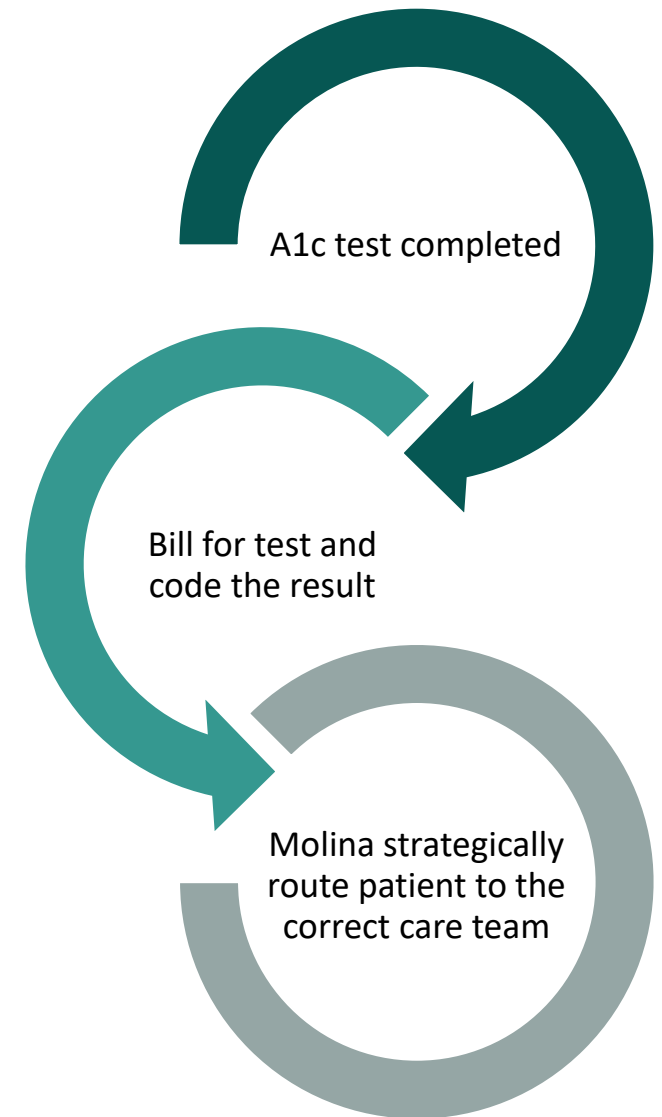 A1c test completed
Bill for test and
code the result
Molina strategically
route patient to the
correct care team